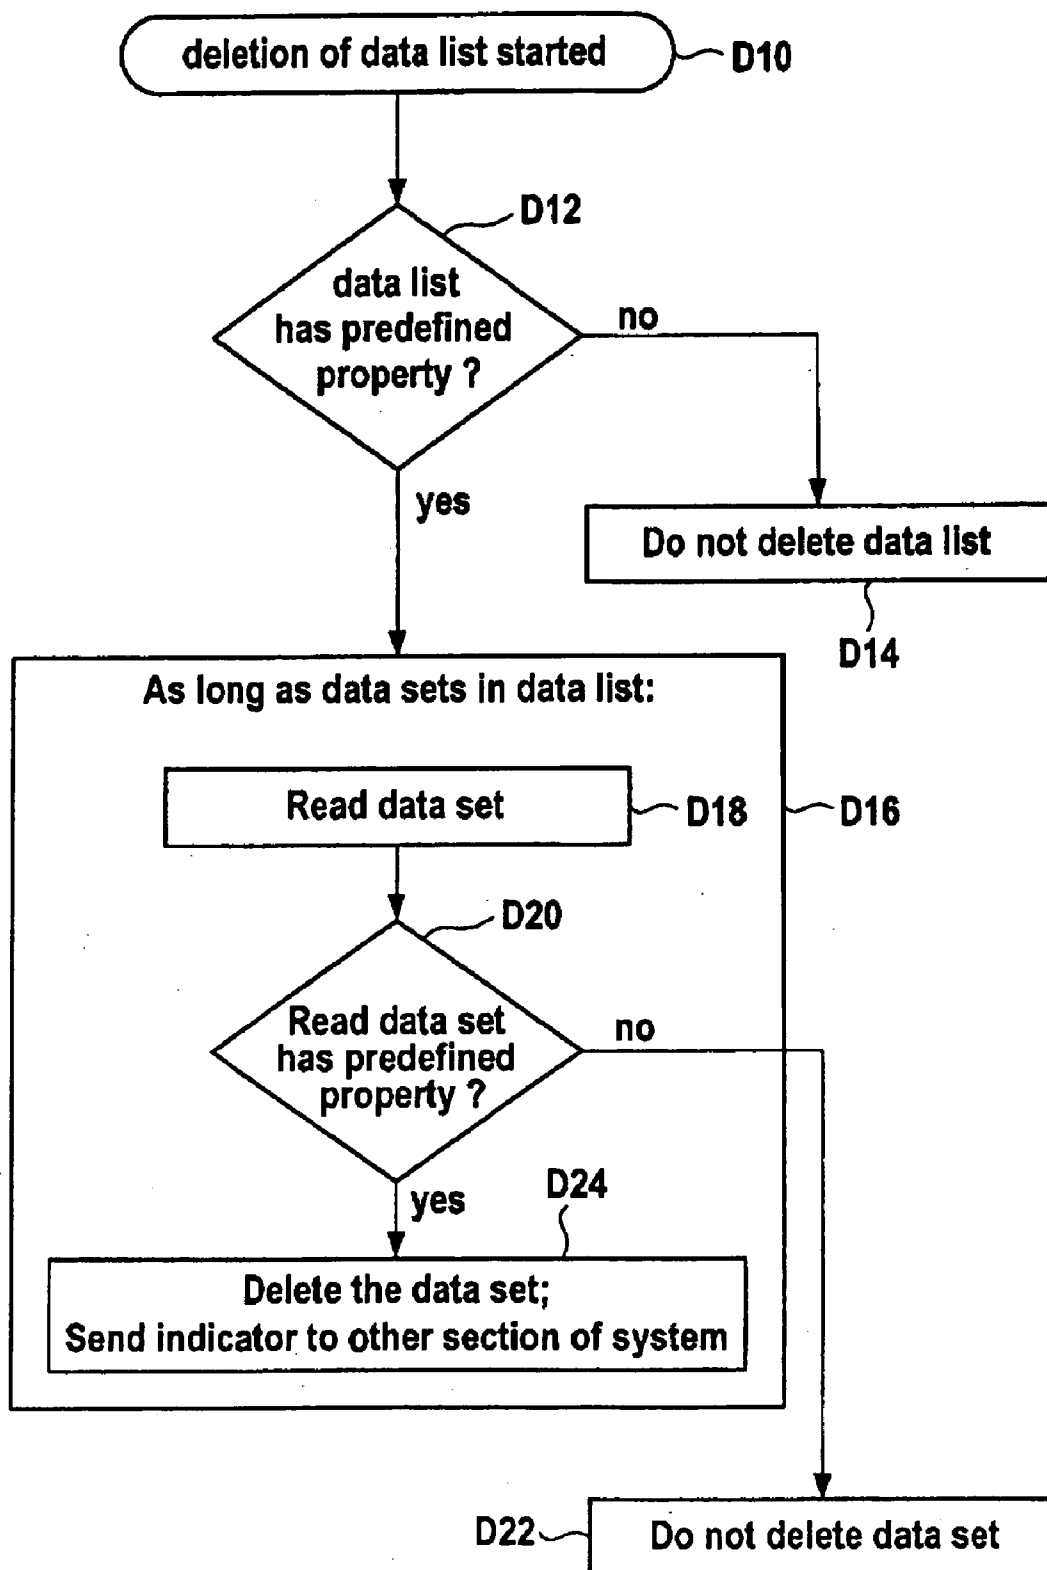 deletion of data list started
D10
D12
data list
has predefined
property ?
no
yes
Do not delete data list
D14
As long as data sets in data list:
Read data set
D18
D16
D20
Read data set
has predefined
property ?
no
yes
D24
Delete the data set;
Send indicator to other section of system
D22
Do not delete data set